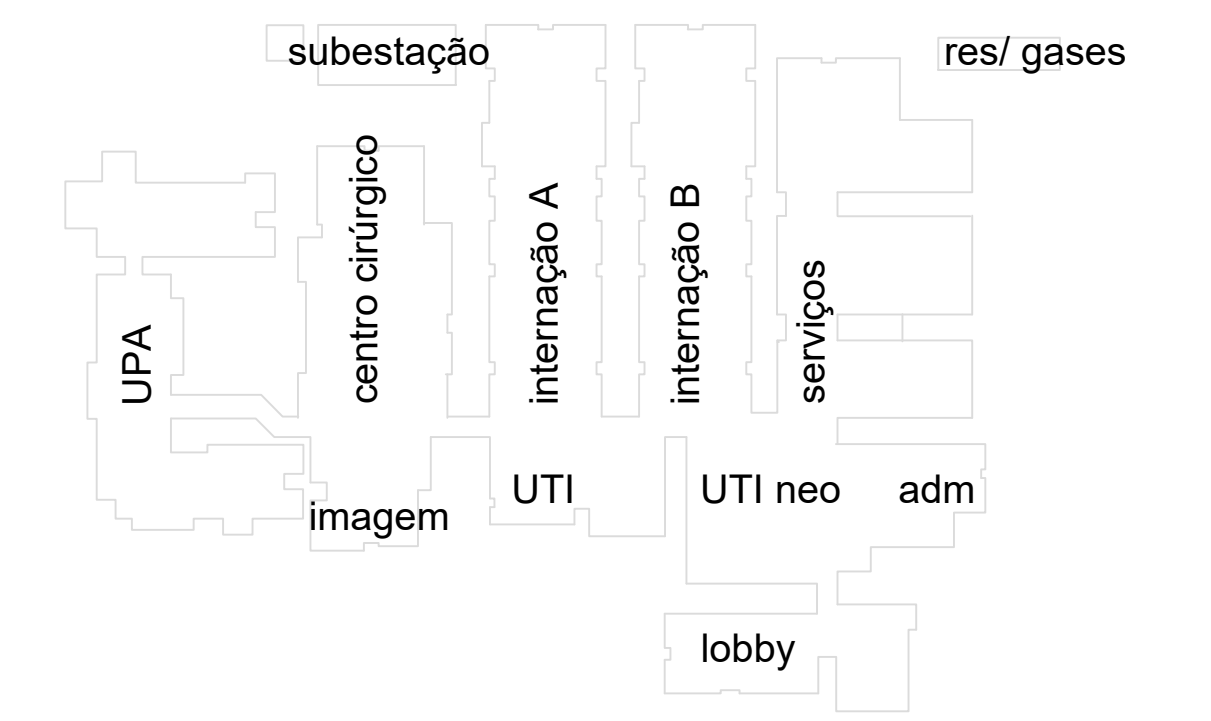 subestação
res/ gases
centro cirúrgico
internação A
internação B
serviços
UPA
UTI
UTI neo
adm
imagem
lobby